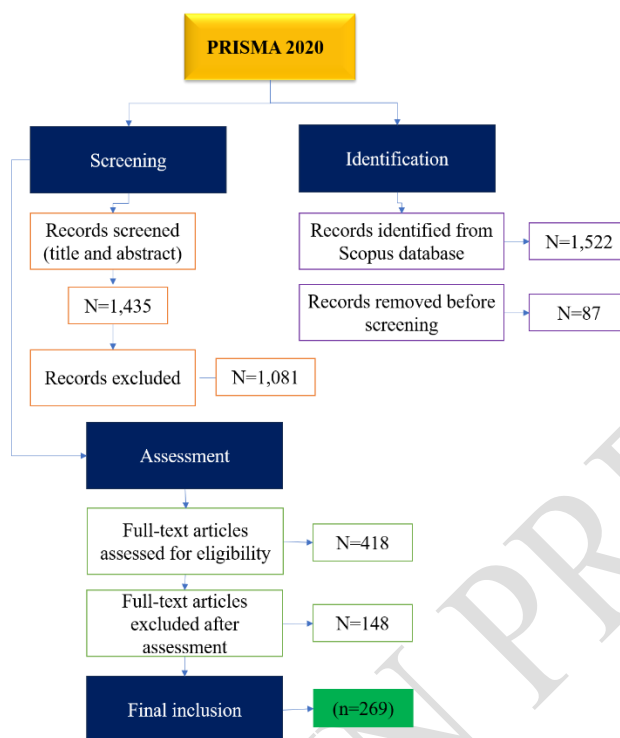 PRISMA 2020
Screening
Identification
Records screened
(title and abstract)
Records identified from
Scopus database
N=1,522
N=1,435
Records removed before
screening
N=87
Records excluded
N=1,081
Assessment
Full-text articles
assessed for eligibility
N=418
Full-text articles
excluded after
assessment
N=148
Final inclusion
(n=269)
N PR